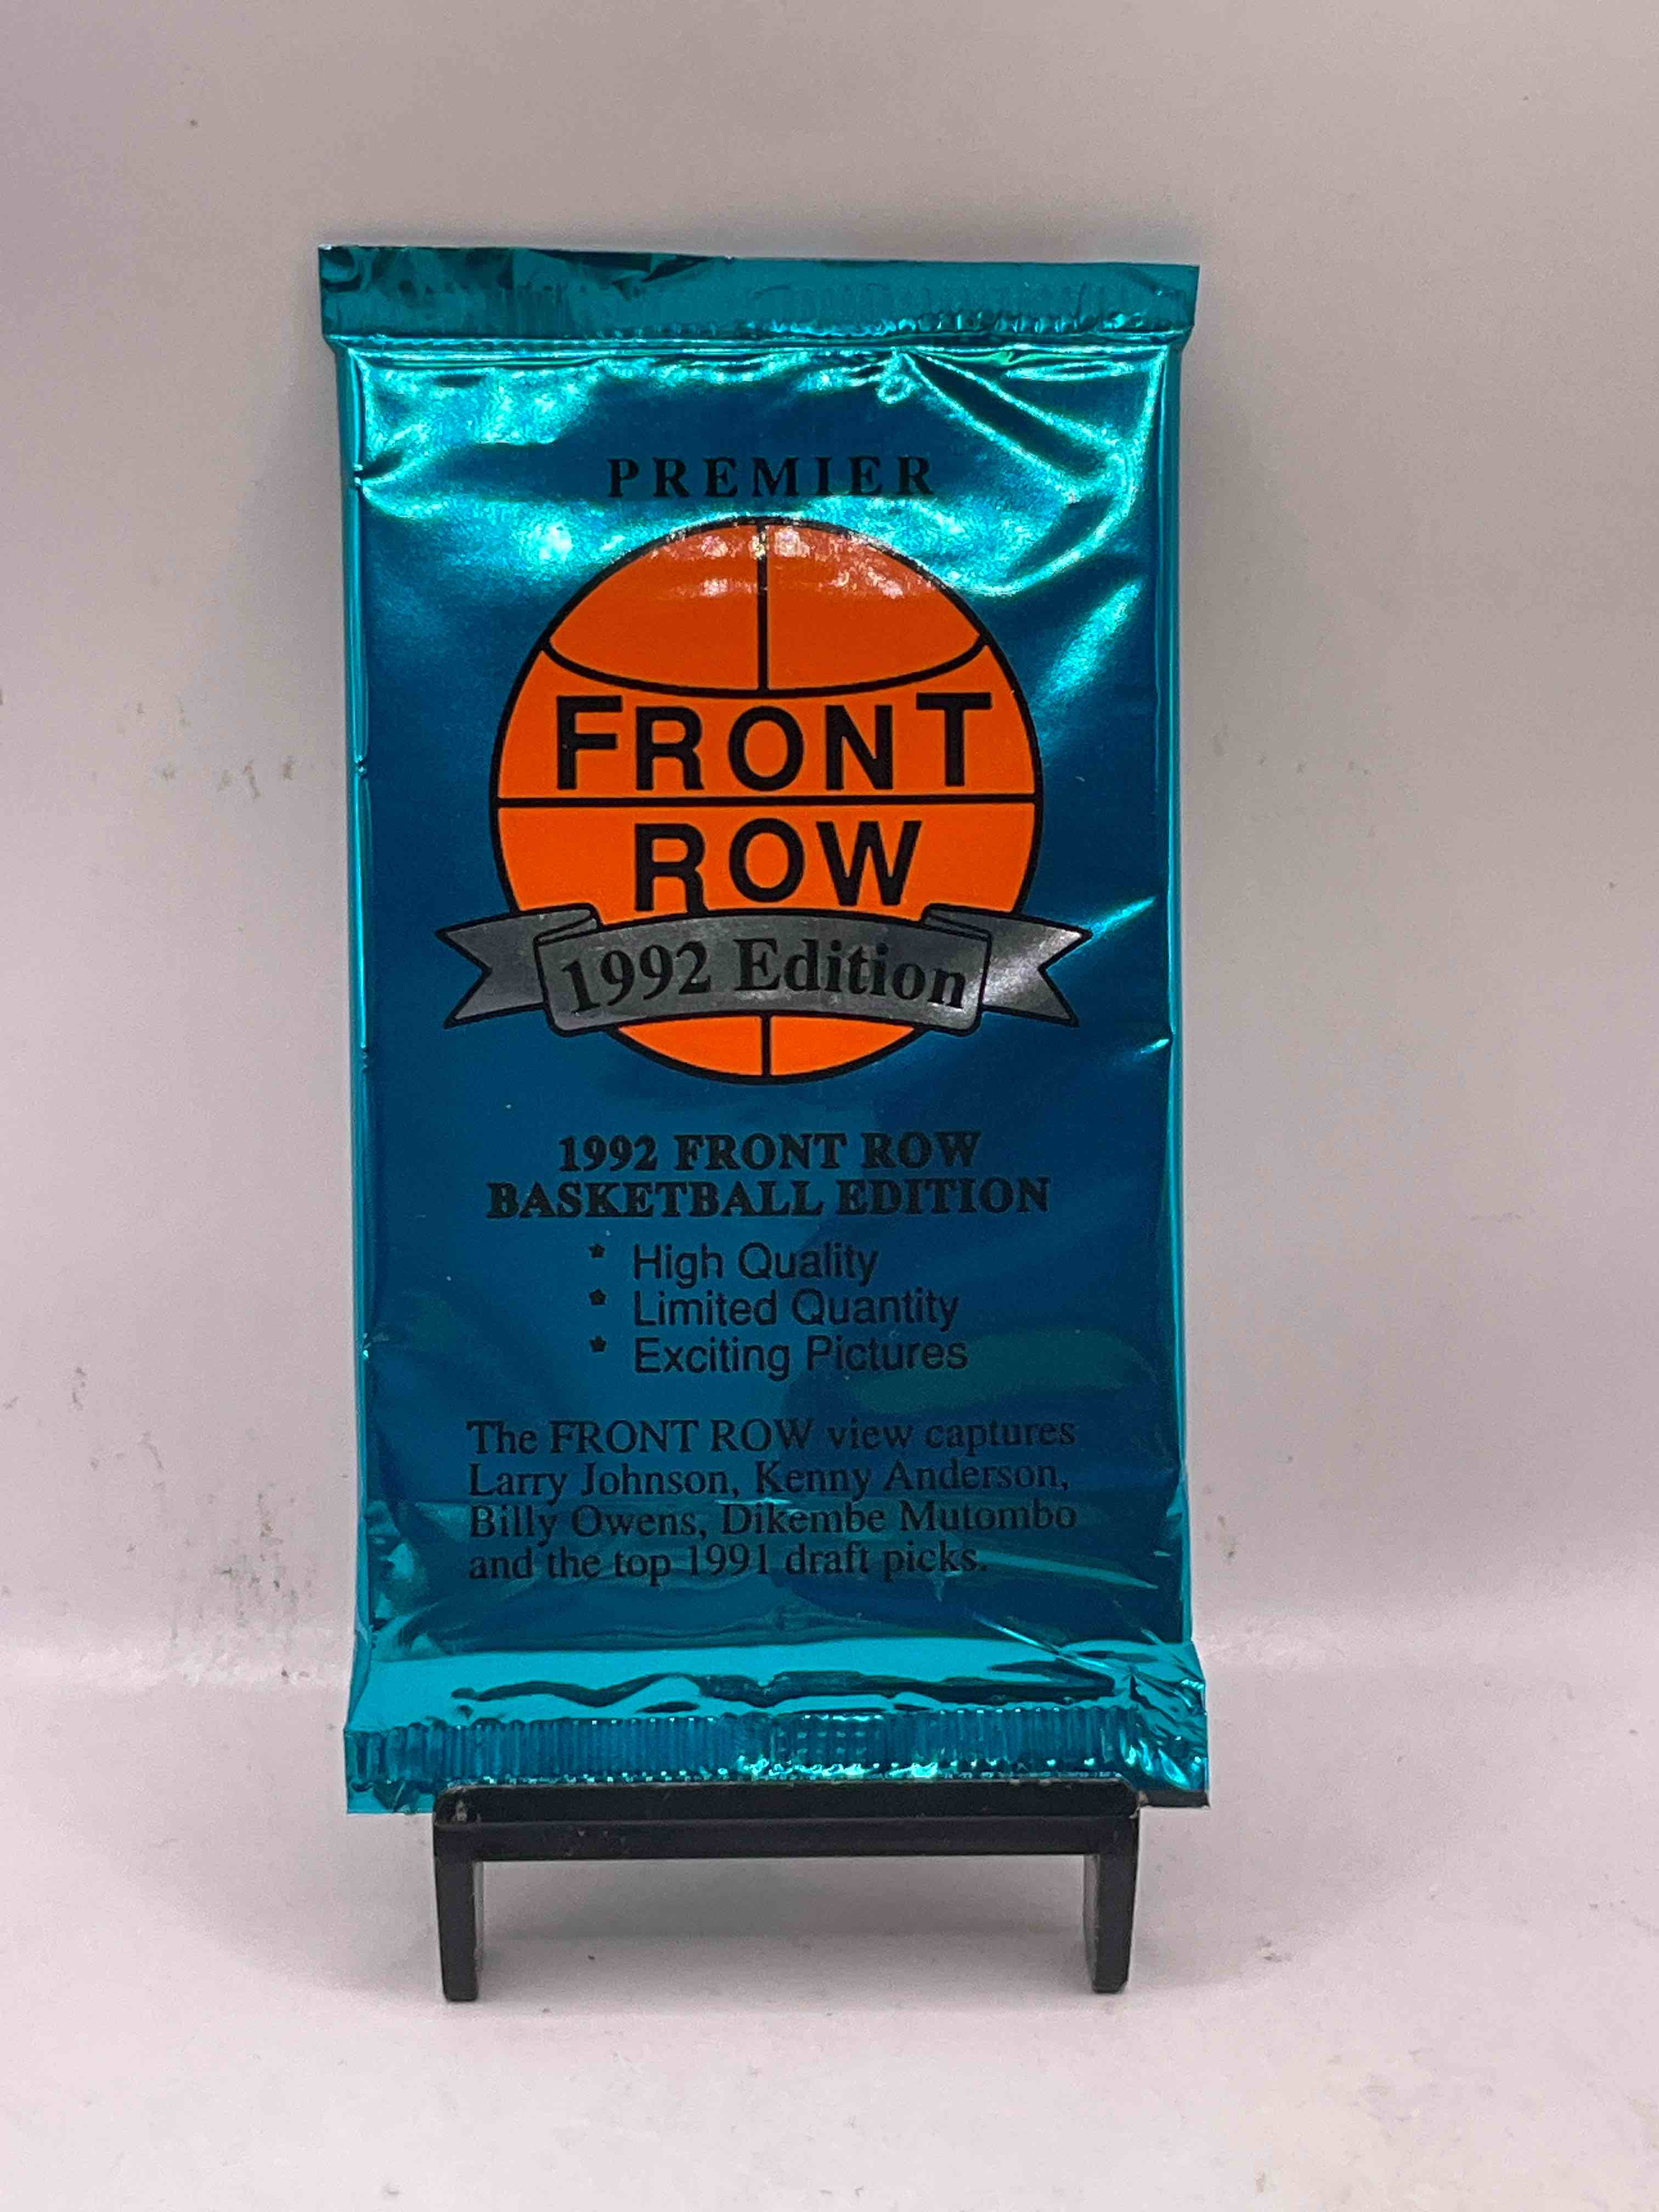 PREMIER
FRONT
ROW
1992 Edition
1992 FRONT ROW
BASKETBALL EDITION
* High Quality
* Limited Quantity
* Exciting Pictures
The FRONT ROW view captures
Larry Johnson, Kenny Anderson,
Billy Owens, Dikembe Mutombo
and the top 1991 draft picks.